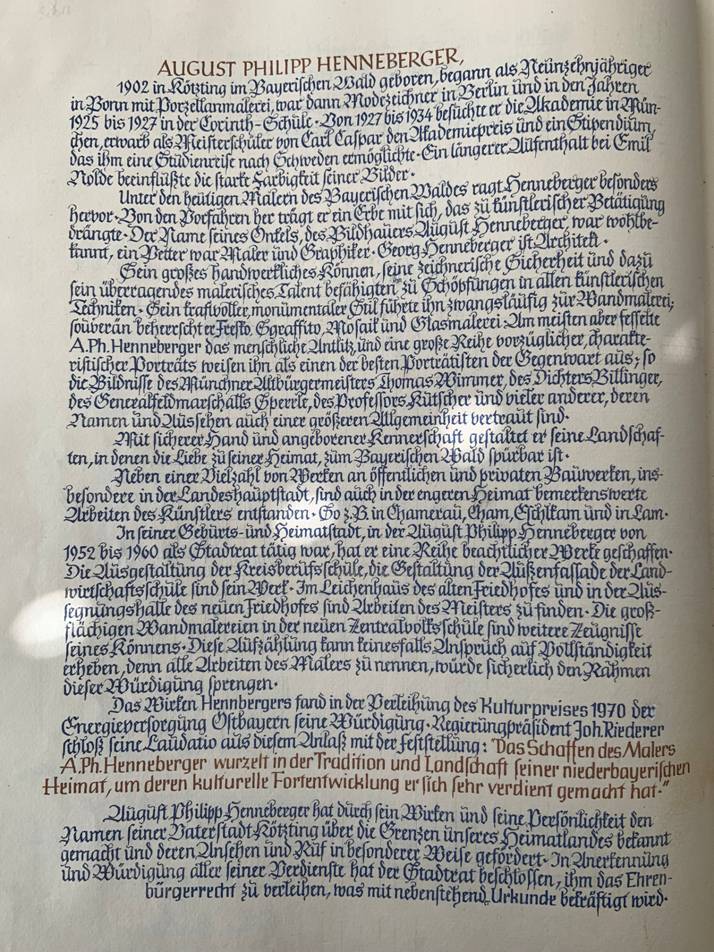 AUGUST PHILIPP HENNEBERGER,
1902 in Kötzting im Bayerischen Wald geboren, begann als Neunzehnjähriger
in Bonn mit Porzellanmalerei, war dann Modezeichner in Berlin und in den Jahren
1925 bis 1927 in der Corinth-Schule · Von 1927 bis 1934 besuchte er die Akademie in Mün-
chen, erwarb als Meisterschüler von Carl Caspar den Akademiepreis und ein Stipendium,
das ihm eine Studienreise nach Schweden ermöglichte · Ein längerer Aufenthalt bei Emil
Nolde beeinflußte die starke Farbigkeit seiner Bilder ·
Unter den heutigen Malern des Bayerischen Waldes ragt Henneberger besonders
hervor · Von den Vorfahren her trägt er ein Erbe mit sich, das zu künstlerischer Betätigung
drängte · Der Name seines Onkels, des Bildhauers August Henneberger, war wohlbe-
kannt, ein Vetter war Maler und Graphiker · Georg Henneberger ist Architekt ·
Sein großes handwerkliches Können, seine zeichnerische Sicherheit und dazu
sein überragendes malerisches Talent befähigten zu Schöpfungen in allen künstlerischen
Techniken · Sein kraftvoller, monumentaler Stil führte ihn zwangsläufig zur Wandmalerei;
souverän beherrscht er Fresko, Sgraffito, Mosaik und Glasmalerei · Am meisten aber fesselte
A.Ph. Henneberger das menschliche Antlitz und eine große Reihe vorzüglicher, charakte-
ristischer Porträts weisen ihn als einen der besten Porträtisten der Gegenwart aus; so
die Bildnisse des Münchner Altbürgermeisters Thomas Wimmer, des Dichters Billinger,
des Generalfeldmarschalls Sperrle, des Professors Kutscher und vieler anderer, deren
Namen und Aussehen auch einer größeren Allgemeinheit vertraut sind ·
Mit sicherer Hand und angeborener Kennerschaft gestaltet er seine Landschaf-
ten, in denen die Liebe zu seiner Heimat, zum Bayerischen Wald spürbar ist ·
Neben einer Vielzahl von Werken an öffentlichen und privaten Bauwerken, ins-
besondere in der Landeshauptstadt, sind auch in der engeren Heimat bemerkenswerte
Arbeiten des Künstlers entstanden · So z.B. in Chamerau, Cham, Eschlkam und in Lam ·
In seiner Geburts- und Heimatstadt, in der August Philipp Henneberger von
1952 bis 1960 als Stadtrat tätig war, hat er eine Reihe beachtlicher Werke geschaffen ·
Die Ausgestaltung der Kreisberufsschule, die Gestaltung der Außenfassade der Land-
wirtschaftsschule sind sein Werk · Im Leichenhaus des alten Friedhofes und in der Aus-
segnungshalle des neuen Friedhofes sind Arbeiten des Meisters zu finden · Die groß-
flächigen Wandmalereien in der neuen Zentralvolksschule sind weitere Zeugnisse
seines Könnens · Diese Aufzählung kann keinesfalls Anspruch auf Vollständigkeit
erheben, denn alle Arbeiten des Malers zu nennen, würde sicherlich den Rahmen
dieser Würdigung sprengen ·
Das Wirken Hennbergers fand in der Verleihung des Kulturpreises 1970 der
Energieversorgung Ostbayern seine Würdigung · Regierungspräsident Joh. Riederer
schloß seine Laudatio aus diesem Anlaß mit der Feststellung: "Das Schaffen des Malers
A.Ph. Henneberger wurzelt in der Tradition und Landschaft seiner niederbayerischen
Heimat, um deren kulturelle Fortentwicklung er sich sehr verdient gemacht hat ·"
August Philipp Henneberger hat durch sein Wirken und seine Persönlichkeit den
Namen seiner Vaterstadt Kötzting über die Grenzen unseres Heimatlandes bekannt
gemacht und deren Ansehen und Ruf in besonderer Weise gefördert · In Anerkennung
und Würdigung aller seiner Verdienste hat der Stadtrat beschlossen, ihm das Ehren-
bürgerrecht zu verleihen, was mit nebenstehend. Urkunde bekräftigt wird ·